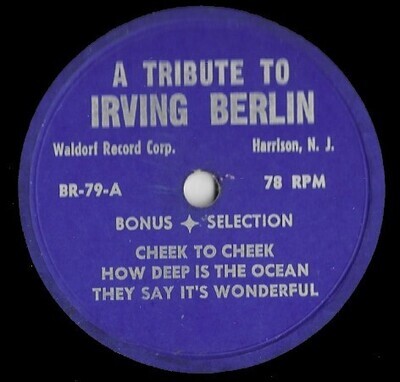 A TRIBUTE TO
IRVING BERLIN
Waldorf Record Corp. Harrison, N. J.
BR-79-A 78 RPM
BONUS ✦ SELECTION
CHEEK TO CHEEK
HOW DEEP IS THE OCEAN
THEY SAY IT'S WONDERFUL